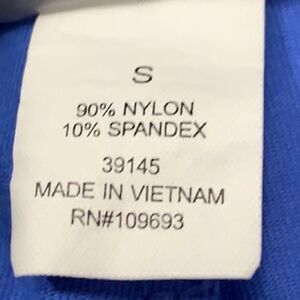 S
90% NYLON
10% SPANDEX
39145
MADE IN VIETNAM
RN#109693